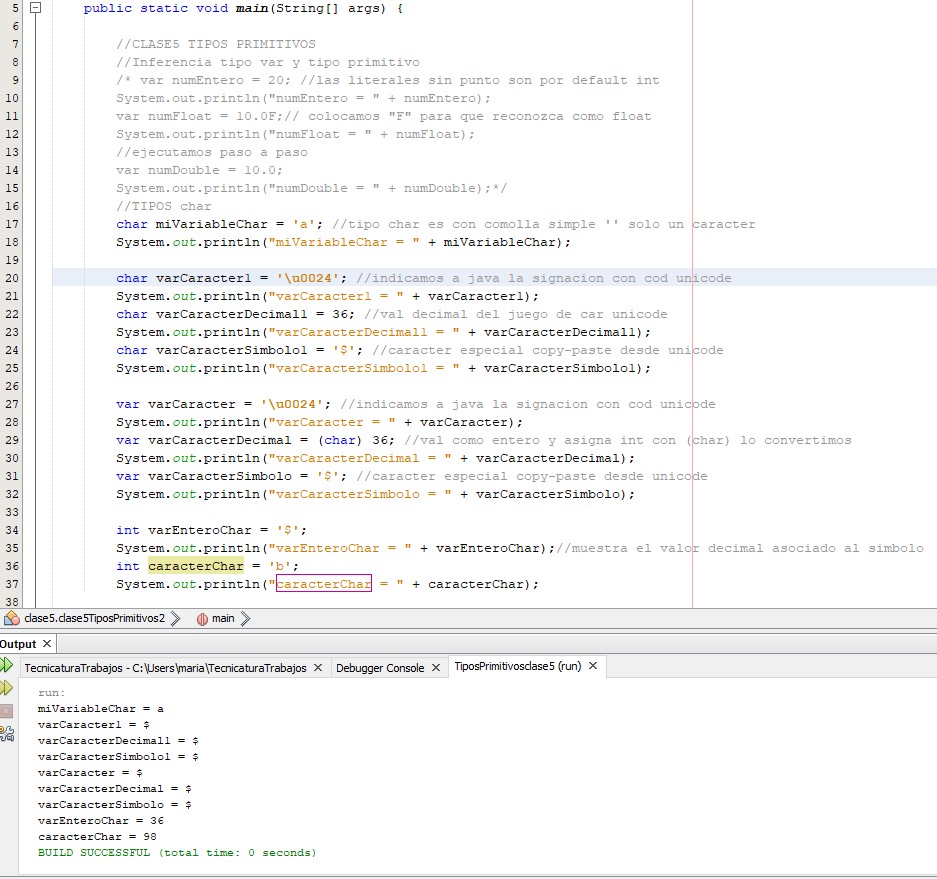 5 public static void main(String[] args) {
6
7 //CLASE5 TIPOS PRIMITIVOS
8 //Inferencia tipo var y tipo primitivo
9 /* var numEntero = 20; //las literales sin punto son por default int
10 System.out.println("numEntero = " + numEntero);
11 var numFloat = 10.0F;// colocamos "F" para que reconozca como float
12 System.out.println("numFloat = " + numFloat);
13 //ejecutamos paso a paso
14 var numDouble = 10.0;
15 System.out.println("numDouble = " + numDouble);*/
16 //TIPOS char
17 char miVariableChar = 'a'; //tipo char es con comolla simple '' solo un caracter
18 System.out.println("miVariableChar = " + miVariableChar);
19
20 char varCaracter1 = '\u0024'; //indicamos a java la signacion con cod unicode
21 System.out.println("varCaracter1 = " + varCaracter1);
22 char varCaracterDecimal1 = 36; //val decimal del juego de car unicode
23 System.out.println("varCaracterDecimal1 = " + varCaracterDecimal1);
24 char varCaracterSimbolo1 = '$'; //caracter especial copy-paste desde unicode
25 System.out.println("varCaracterSimbolo1 = " + varCaracterSimbolo1);
26
27 var varCaracter = '\u0024'; //indicamos a java la signacion con cod unicode
28 System.out.println("varCaracter = " + varCaracter);
29 var varCaracterDecimal = (char) 36; //val como entero y asigna int con (char) lo convertimos
30 System.out.println("varCaracterDecimal = " + varCaracterDecimal);
31 var varCaracterSimbolo = '$'; //caracter especial copy-paste desde unicode
32 System.out.println("varCaracterSimbolo = " + varCaracterSimbolo);
33
34 int varEnteroChar = '$';
35 System.out.println("varEnteroChar = " + varEnteroChar);//muestra el valor decimal asociado al simbolo
36 int caracterChar = 'b';
37 System.out.println("caracterChar = " + caracterChar);
38
clase5.clase5TiposPrimitivos2 main
Output
TecnicaturaTrabajos - C:\Users\maria\TecnicaturaTrabajos Debugger Console TiposPrimitivosclase5 (run)
run:
miVariableChar = a
varCaracter1 = $
varCaracterDecimal1 = $
varCaracterSimbolo1 = $
varCaracter = $
varCaracterDecimal = $
varCaracterSimbolo = $
varEnteroChar = 36
caracterChar = 98
BUILD SUCCESSFUL (total time: 0 seconds)